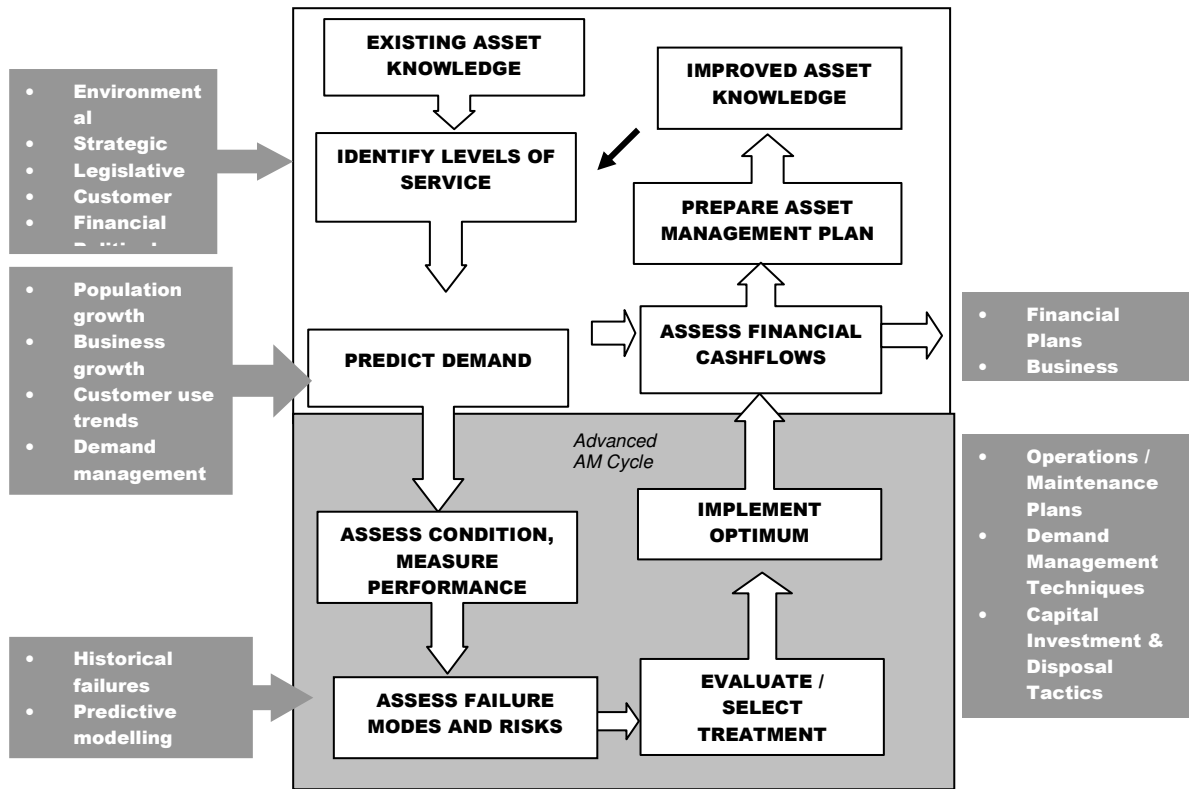 EXISTING ASSET
KNOWLEDGE
IMPROVED ASSET
KNOWLEDGE
• Environment
al
• Strategic
• Legislative
• Customer
• Financial
IDENTIFY LEVELS OF
SERVICE
PREPARE ASSET
MANAGEMENT PLAN
• Population
growth
• Business
growth
• Customer use
trends
• Demand
management
PREDICT DEMAND
ASSESS FINANCIAL
CASHFLOWS
• Financial
Plans
• Business
Advanced
AM Cycle
ASSESS CONDITION,
MEASURE
PERFORMANCE
IMPLEMENT
OPTIMUM
• Operations /
Maintenance
Plans
• Demand
Management
Techniques
• Capital
Investment &
Disposal
Tactics
• Historical
failures
• Predictive
modelling
ASSESS FAILURE
MODES AND RISKS
EVALUATE /
SELECT
TREATMENT